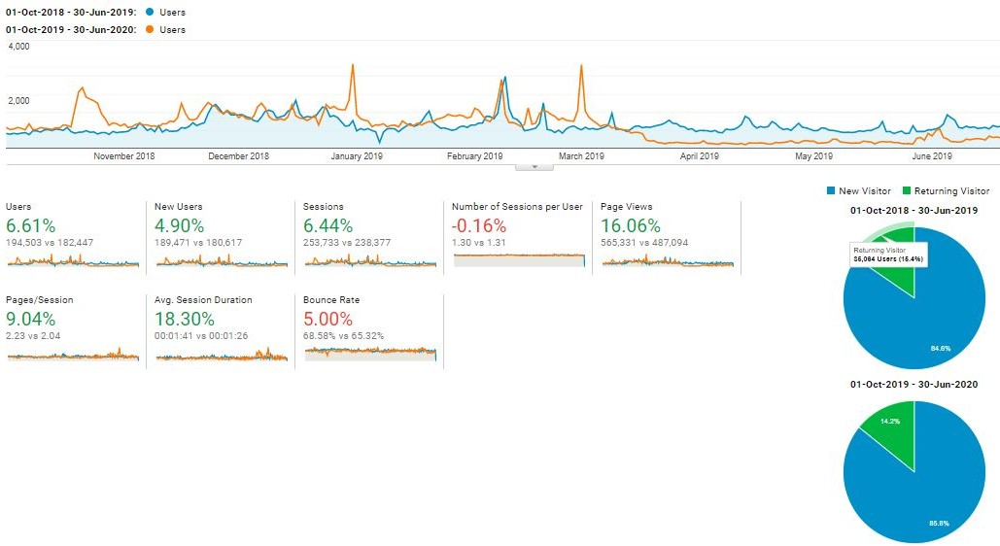 01-Oct-2018 - 30-Jun-2019: Users
01-Oct-2019 - 30-Jun-2020: Users
4,000
2,000
November 2018 December 2018 January 2019 February 2019 March 2019 April 2019 May 2019 June 2019
New Visitor Returning Visitor
01-Oct-2018 - 30-Jun-2019
Returning Visitor
35,084 Users (15.4%)
84.6%
Users
6.61%
194,503 vs 182,447
New Users
4.90%
189,471 vs 180,617
Sessions
6.44%
253,733 vs 238,377
Number of Sessions per User
-0.16%
1.30 vs 1.31
Page Views
16.06%
565,331 vs 487,094
Pages/Session
9.04%
2.23 vs 2.04
Avg. Session Duration
18.30%
00:01:41 vs 00:01:26
Bounce Rate
5.00%
68.58% vs 65.32%
01-Oct-2019 - 30-Jun-2020
14.2%
85.8%